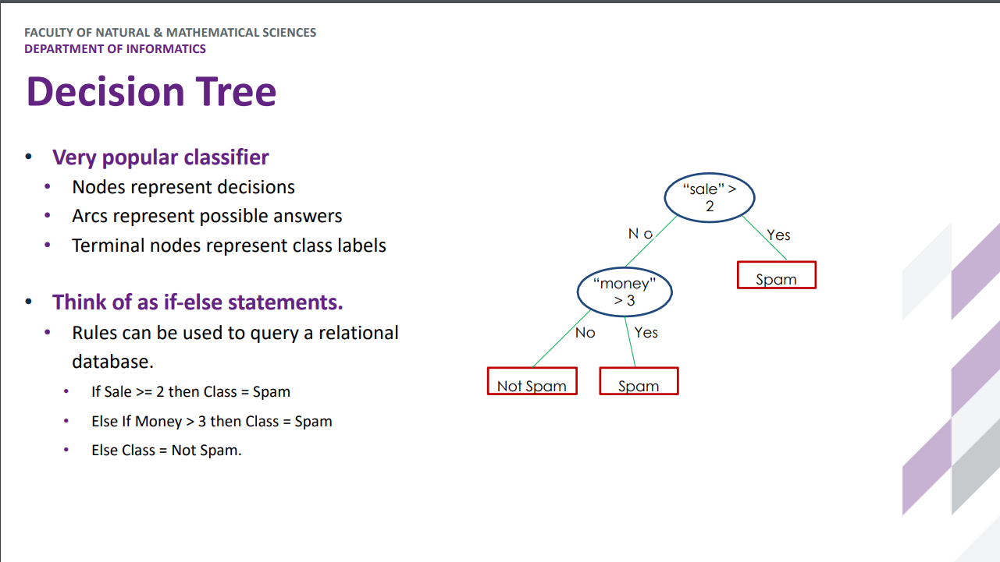 FACULTY OF NATURAL & MATHEMATICAL SCIENCES
DEPARTMENT OF INFORMATICS
Decision Tree
• Very popular classifier
• Nodes represent decisions
• Arcs represent possible answers
• Terminal nodes represent class labels
• Think of as if-else statements.
• Rules can be used to query a relational
database.
• If Sale >= 2 then Class = Spam
• Else If Money > 3 then Class = Spam
• Else Class = Not Spam.
“sale” >
2
N o
Yes
Spam
“money”
> 3
No
Yes
Not Spam
Spam